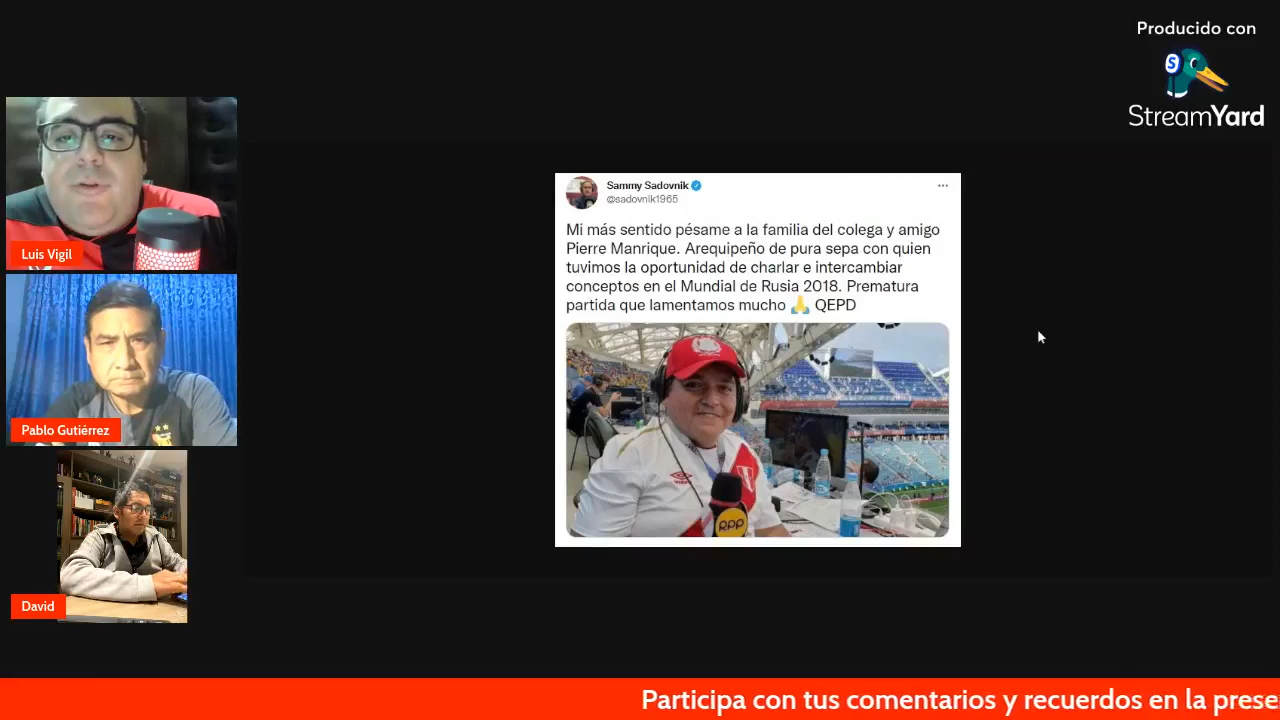 Producido con
StreamYard
Luis Vigil
Pablo Gutiérrez
David
Sammy Sadovnik
@sadovnik1965
Mi más sentido pésame a la familia del colega y amigo
Pierre Manrique. Arequipeño de pura sepa con quien
tuvimos la oportunidad de charlar e intercambiar
conceptos en el Mundial de Rusia 2018. Prematura
partida que lamentamos mucho 🙏 QEPD
RPP
Participa con tus comentarios y recuerdos en la prese